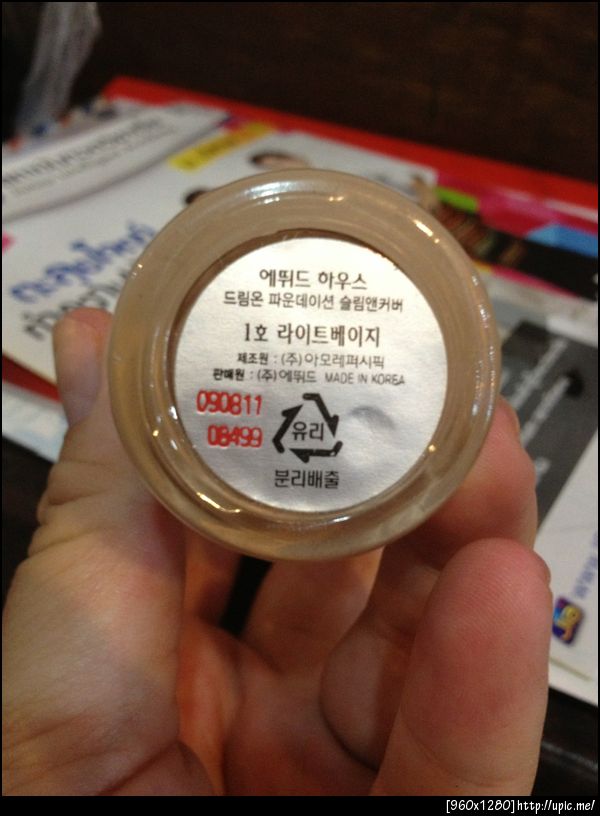 에뛰드 하우스
드림온 파운데이션 슬림앤커버
1호 라이트베이지
제조원 : (주)아모레퍼시픽
판매원 : (주)에뛰드 MADE IN KOREA
090811
08499
유리
분리배출
[960x1280]http://upic.me/